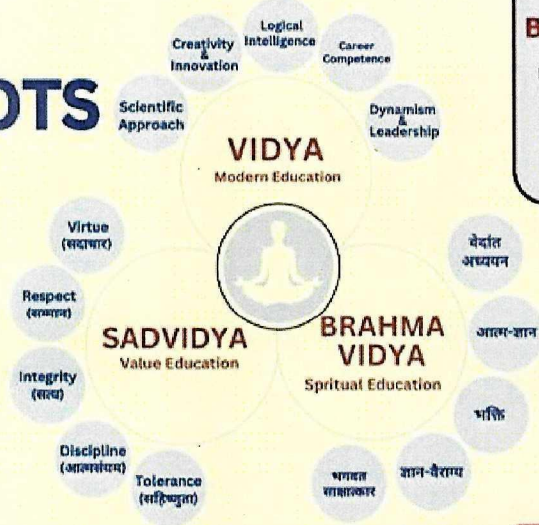 OTS
Logical
Intelligence
Creativity
&
Innovation
Career
Competence
Scientific
Approach
Dynamism
&
Leadership
VIDYA
Modern Education
Virtue
(सदाचार)
Respect
(सम्मान)
Integrity
(सत्य)
Discipline
(आत्मसंयम)
Tolerance
(सहिष्णुता)
SADVIDYA
Value Education
BRAHMA
VIDYA
Spritual Education
वेदांत
अध्ययन
आत्म-ज्ञान
भक्ति
ज्ञान-वैराग्य
भगवत
साक्षात्कार
B